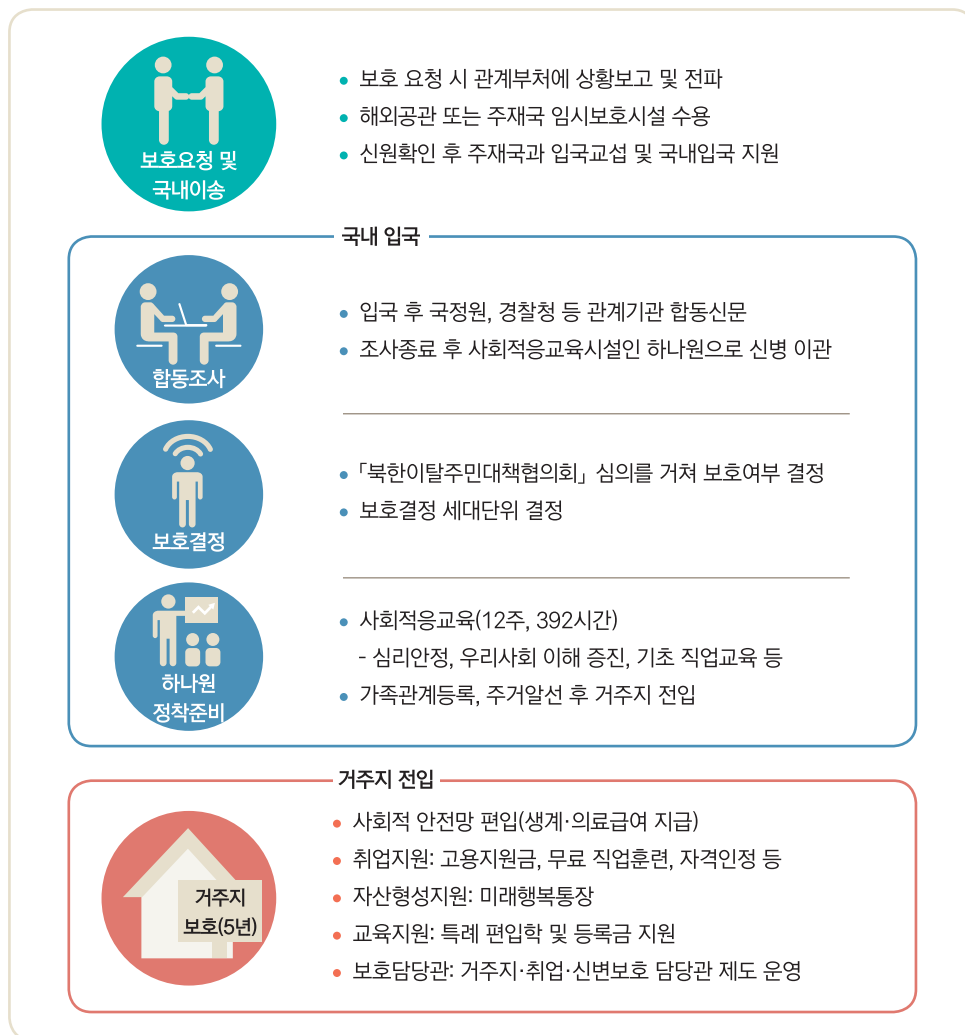 보호요청 및
국내이송
• 보호 요청 시 관계부처에 상황보고 및 전파
• 해외공관 또는 주재국 임시보호시설 수용
• 신원확인 후 주재국과 입국교섭 및 국내입국 지원
국내 입국
합동조사
• 입국 후 국정원, 경찰청 등 관계기관 합동신문
• 조사종료 후 사회적응교육시설인 하나원으로 신병 이관
보호결정
• 「북한이탈주민대책협의회」 심의를 거쳐 보호여부 결정
• 보호결정 세대단위 결정
하나원
정착준비
• 사회적응교육(12주, 392시간)
- 심리안정, 우리사회 이해 증진, 기초 직업교육 등
• 가족관계등록, 주거알선 후 거주지 전입
거주지 전입
거주지
보호(5년)
• 사회적 안전망 편입(생계·의료급여 지급)
• 취업지원: 고용지원금, 무료 직업훈련, 자격인정 등
• 자산형성지원: 미래행복통장
• 교육지원: 특례 편입학 및 등록금 지원
• 보호담당관: 거주지·취업·신변보호 담당관 제도 운영